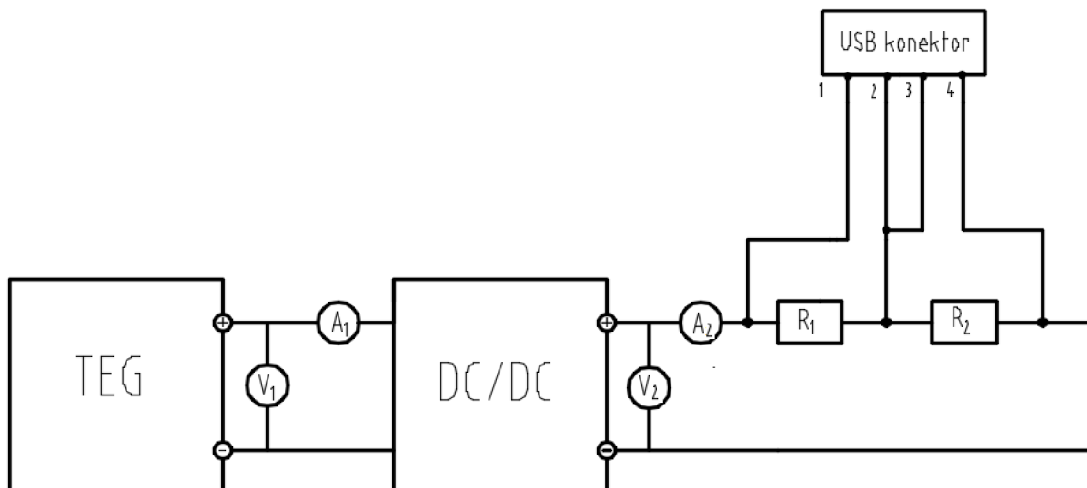 USB konektor
1 2 3 4
+ A₁ + A₂ R₁ R₂
TEG V₁ DC/DC V₂
- -